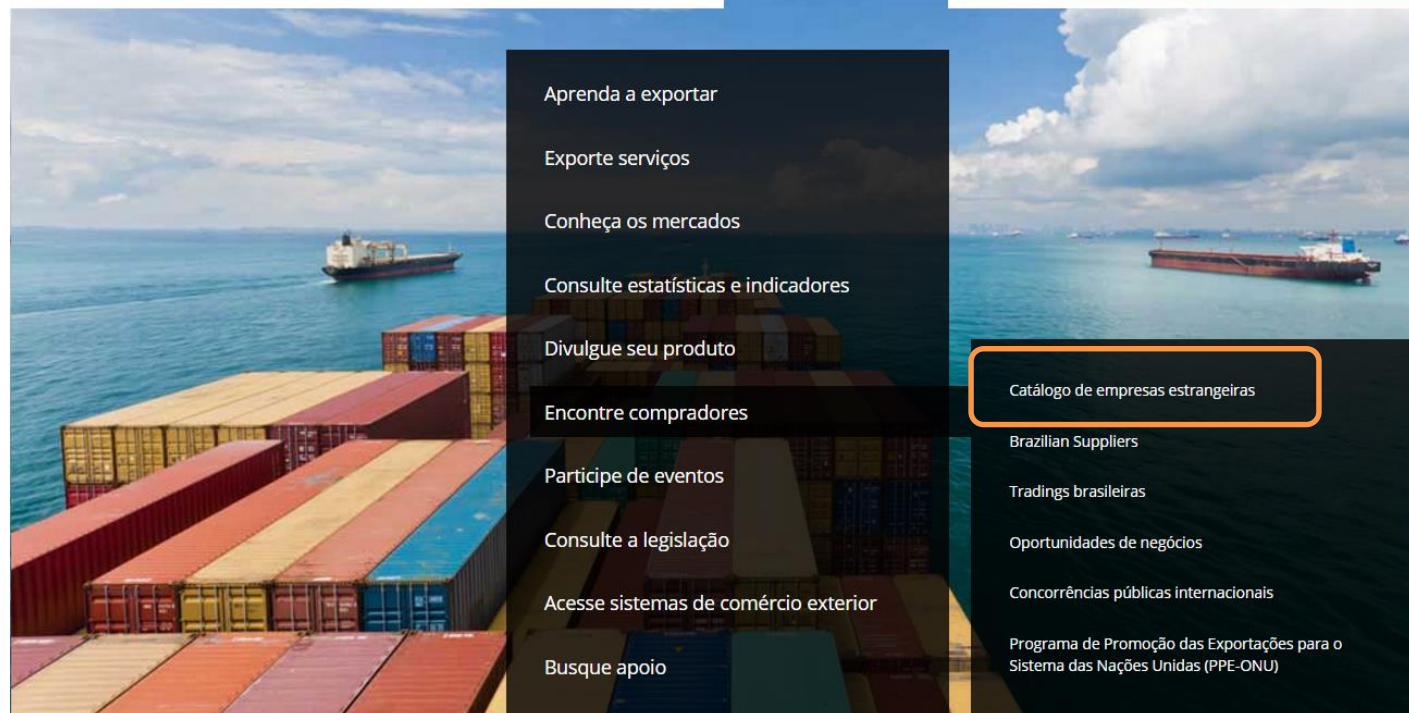 Aprenda a exportar
Exporte serviços
Conheça os mercados
Consulte estatísticas e indicadores
Divulgue seu produto
Encontre compradores
Participe de eventos
Consulte a legislação
Acesse sistemas de comércio exterior
Busque apoio
Catálogo de empresas estrangeiras
Brazilian Suppliers
Tradings brasileiras
Oportunidades de negócios
Concorrências públicas internacionais
Programa de Promoção das Exportações para o
Sistema das Nações Unidas (PPE-ONU)